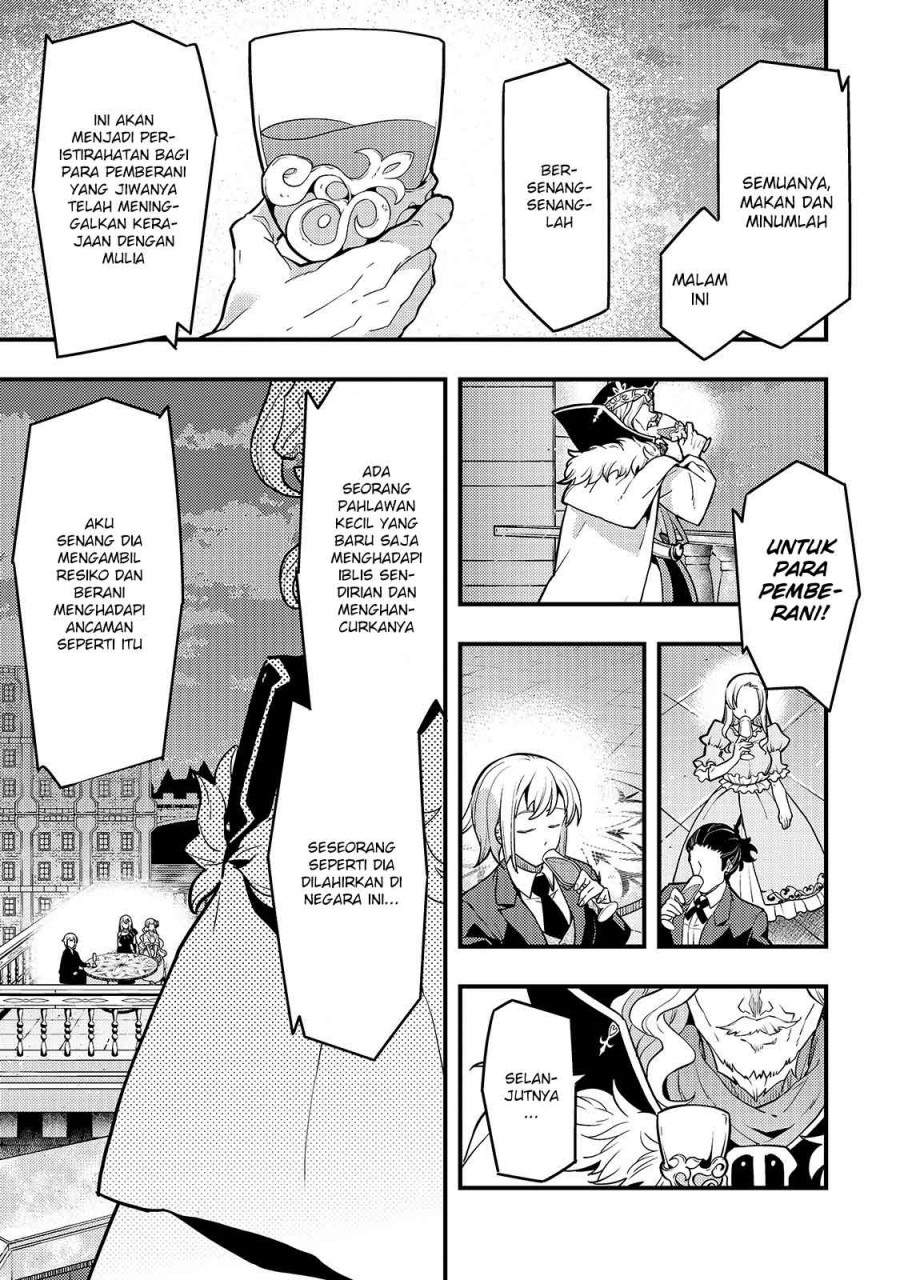 SEMUANYA,
MAKAN DAN
MINUMLAH
MALAM
INI
BER-
SENANG-
SENANG-
LAH
INI AKAN
MENJADI PER-
ISTIRAHATAN BAGI
PARA PEMBERANI
YANG JIWANYA
TELAH MENING-
GALKAN KERA-
JAAN DENGAN
MULIA
UNTUK
PARA
PEMBE-
RANI!
SELAN-
JUTNYA
...
ADA
SEORANG
PAHLAWAN
KECIL YANG
BARU SAJA
MENGHADAPI
IBLIS SEN-
DIRIAN DAN
MENGHAN-
CURKANYA
AKU
SENANG DIA
MENGAMBIL
RESIKO DAN
BERANI
MENGHADAPI
ANCAMAN
SEPERTI ITU
SESEORANG
SEPERTI DIA
DILAHIRKAN DI
NEGARA INI...